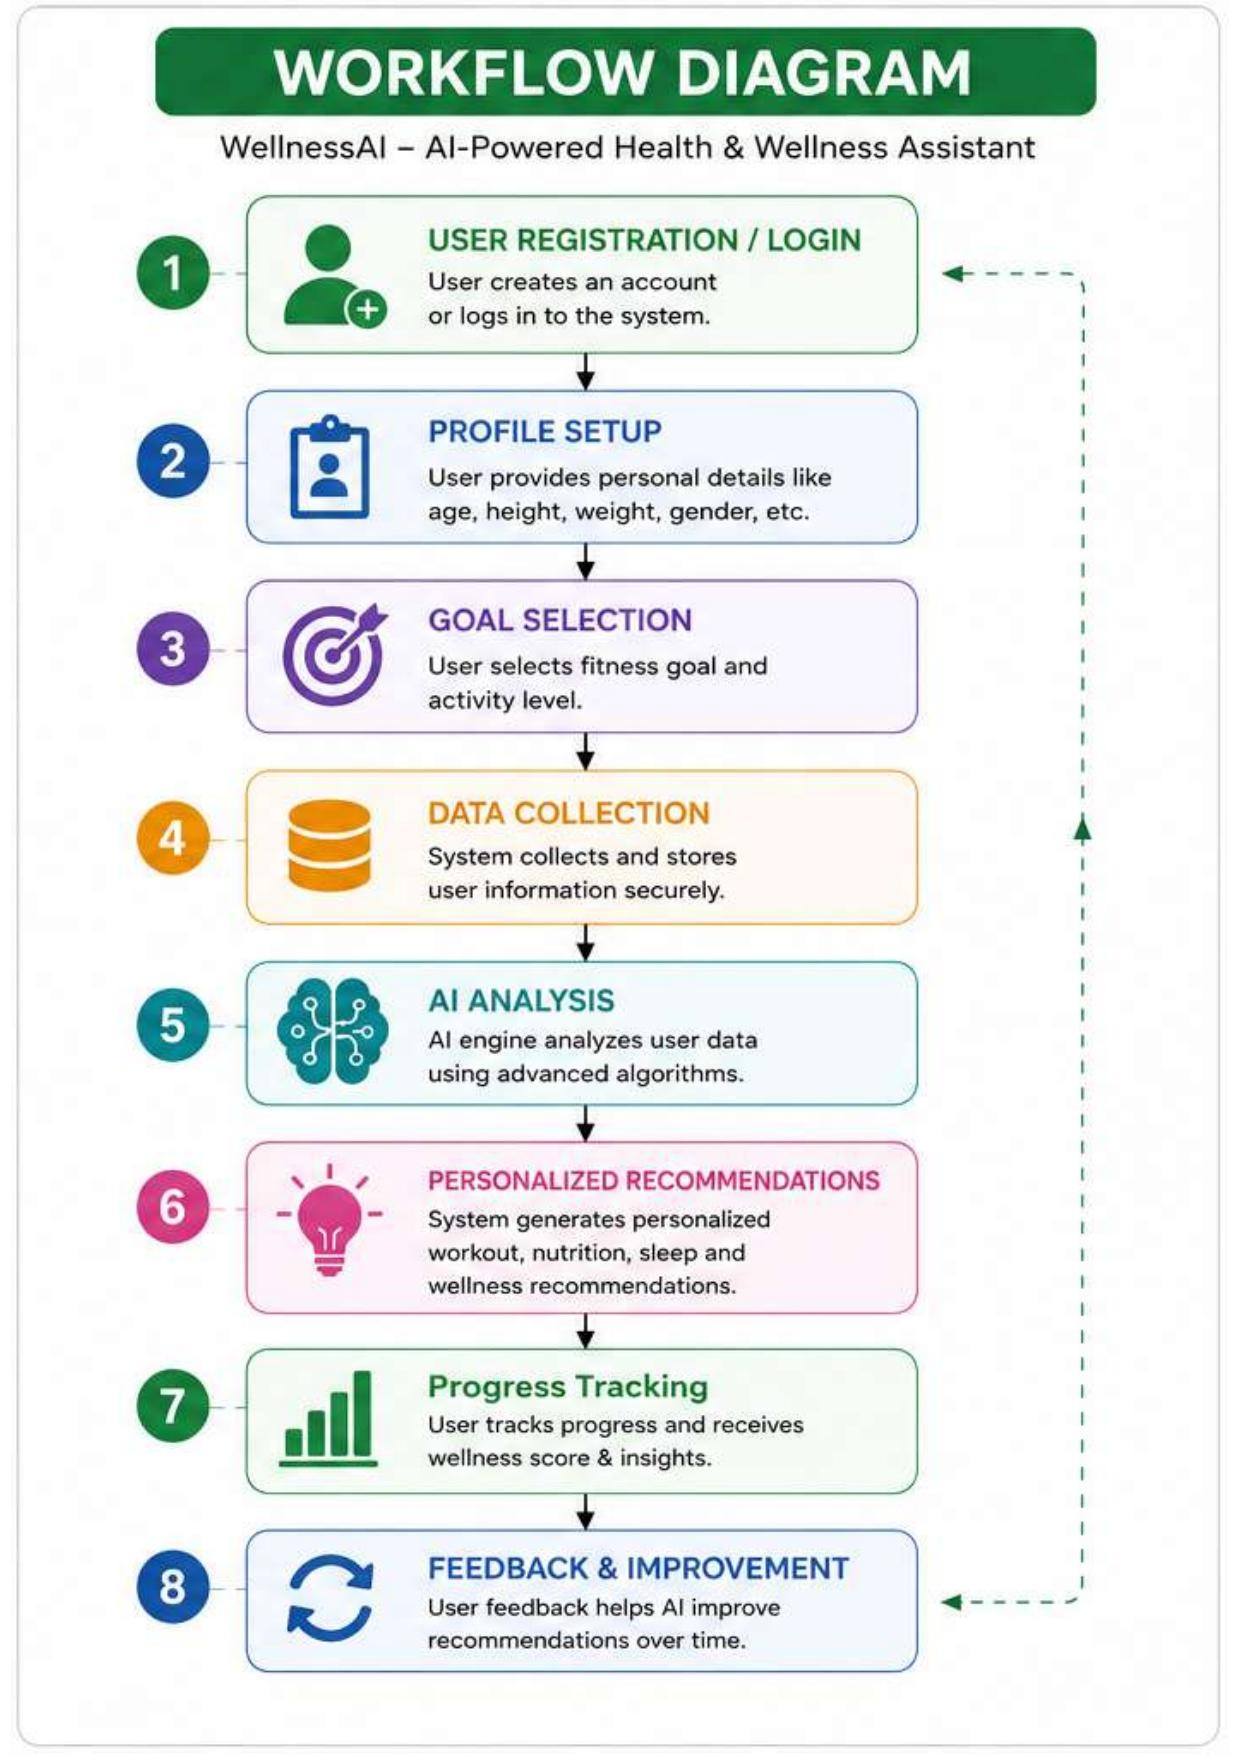 WORKFLOW DIAGRAM
WellnessAI – AI-Powered Health & Wellness Assistant
1
USER REGISTRATION / LOGIN
User creates an account
or logs in to the system.
2
PROFILE SETUP
User provides personal details like
age, height, weight, gender, etc.
3
GOAL SELECTION
User selects fitness goal and
activity level.
4
DATA COLLECTION
System collects and stores
user information securely.
5
AI ANALYSIS
AI engine analyzes user data
using advanced algorithms.
6
PERSONALIZED RECOMMENDATIONS
System generates personalized
workout, nutrition, sleep and
wellness recommendations.
7
Progress Tracking
User tracks progress and receives
wellness score & insights.
8
FEEDBACK & IMPROVEMENT
User feedback helps AI improve
recommendations over time.